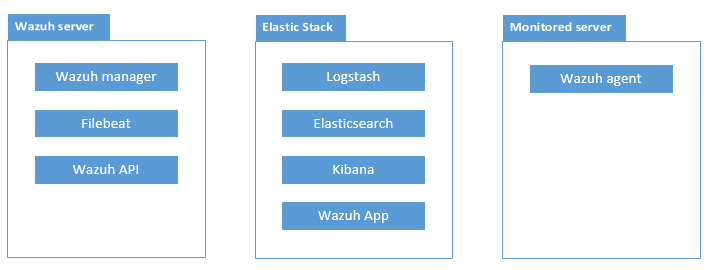 Wazuh server
Wazuh manager
Filebeat
Wazuh API
Elastic Stack
Logstash
Elasticsearch
Kibana
Wazuh App
Monitored server
Wazuh agent